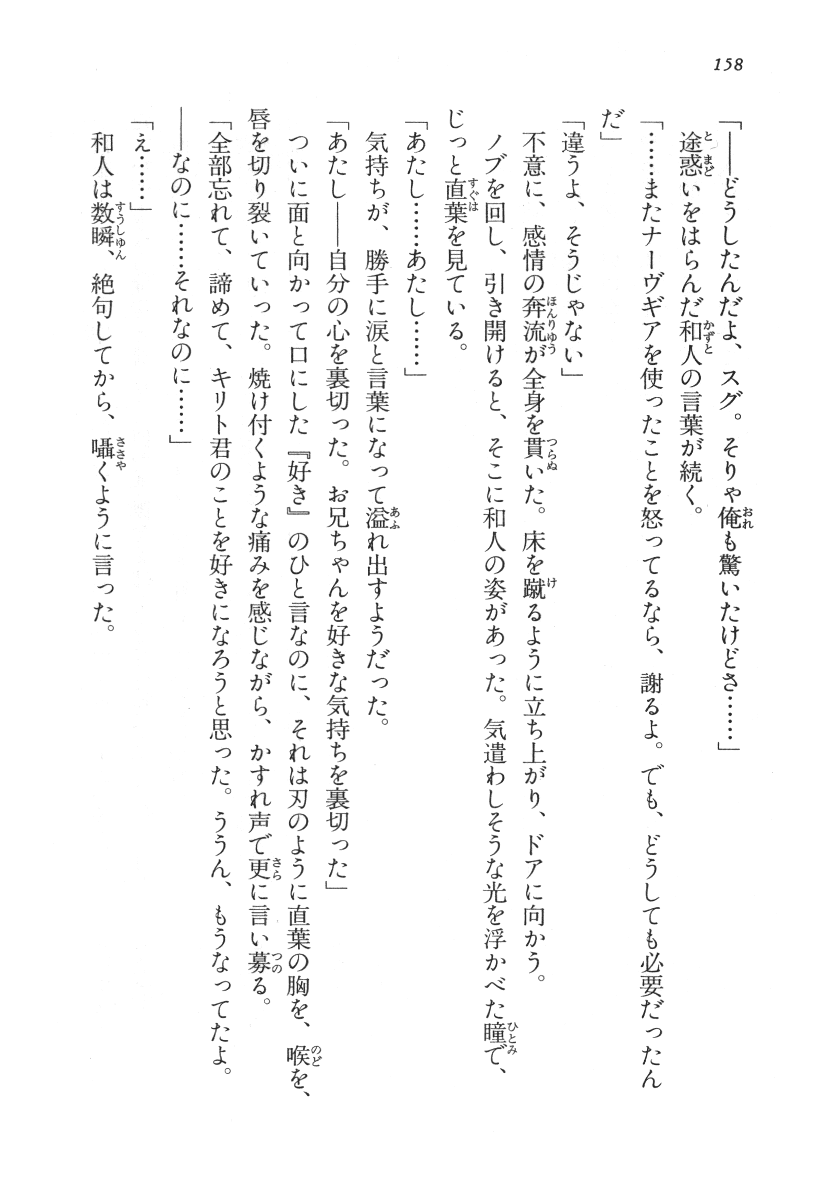 158
「――どうしたんだよ、スグ。そりゃ俺も驚いたけどさ……」
途惑いをはらんだ和人の言葉が続く。
「……またナーヴギアを使ったことを怒ってるなら、謝るよ。でも、どうしても必要だったん
だ」
「違うよ、そうじゃない」
不意に、感情の奔流が全身を貫いた。床を蹴るように立ち上がり、ドアに向かう。
ノブを回し、引き開けると、そこに和人の姿があった。気遣わしそうな光を浮かべた瞳で、
じっと直葉を見ている。
「あたし……あたし……」
気持ちが、勝手に涙と言葉になって溢れ出すようだった。
「あたし――自分の心を裏切った。お兄ちゃんを好きな気持ちを裏切った」
ついに面と向かって口にした『好き』のひと言なのに、それは刃のように直葉の胸を、喉を、
唇を切り裂いていった。焼け付くような痛みを感じながら、かすれ声で更に言い募る。
「全部忘れて、諦めて、キリト君のことを好きになろうと思った。ううん、もうなってたよ。
――なのに……それなのに……」
「え……」
和人は数瞬、絶句してから、囁くように言った。